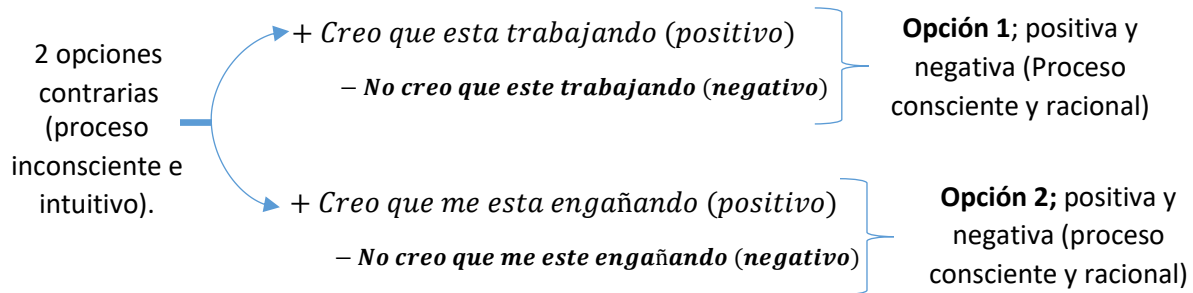 2 opciones
contrarias
(proceso
inconsciente e
intuitivo).
+ Creo que esta trabajando (positivo)
− No creo que este trabajando (negativo)
Opción 1; positiva y
negativa (Proceso
consciente y racional)
+ Creo que me esta engañando (positivo)
− No creo que me este engañando (negativo)
Opción 2; positiva y
negativa (proceso
consciente y racional)